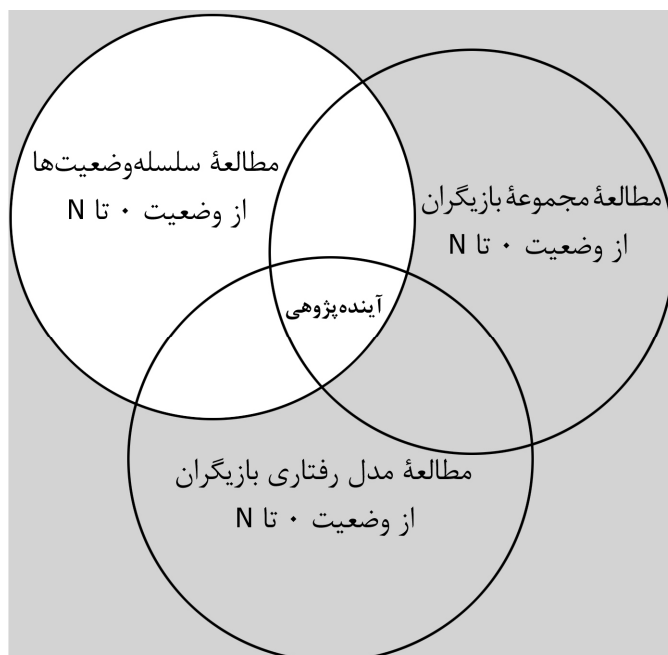 مطالعهٔ سلسله‌وضعیت‌ها
از وضعیت ۰ تا N
مطالعهٔ مجموعهٔ بازیگران
از وضعیت ۰ تا N
آینده‌پژوهی
مطالعهٔ مدل رفتاری بازیگران
از وضعیت ۰ تا N